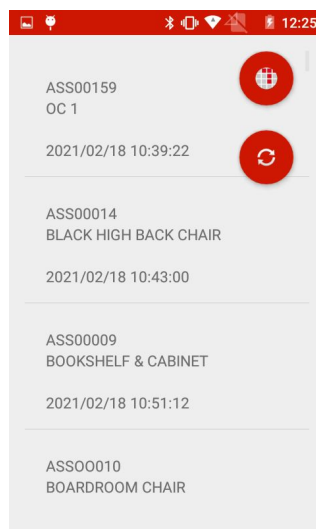 12:25
ASS00159
OC 1
2021/02/18 10:39:22
ASS00014
BLACK HIGH BACK CHAIR
2021/02/18 10:43:00
ASS00009
BOOKSHELF & CABINET
2021/02/18 10:51:12
ASSOO010
BOARDROOM CHAIR